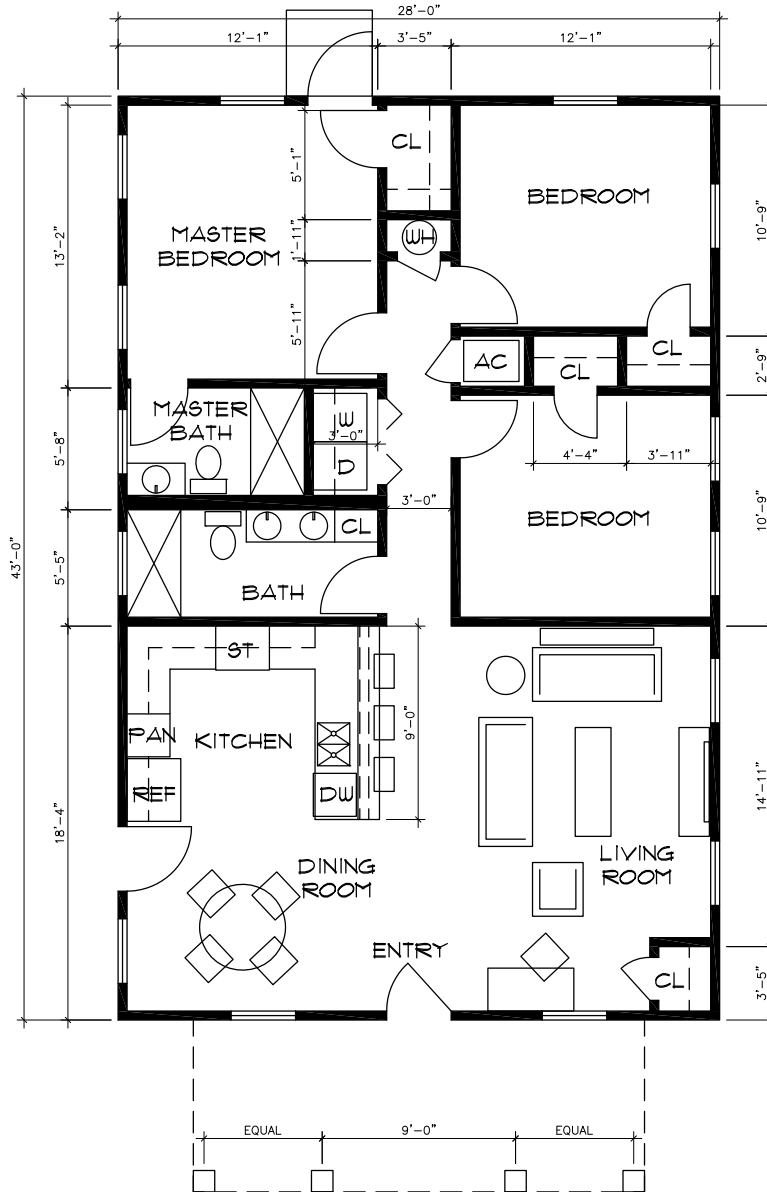 28'-0"
12'-1"
3'-5"
12'-1"
CL
5'-1"
BEDROOM
10'-9"
MASTER
BEDROOM
WH
1'-11"
13'-2"
5'-11"
CL
AC
CL
2'-9"
MASTER
BATH
W
3'-0"
D
5'-8"
4'-4"
3'-11"
3'-0"
BEDROOM
10'-9"
CL
43'-0"
5'-5"
BATH
ST
PAN
KITCHEN
9'-0"
REF
DW
14'-11"
18'-4"
DINING
ROOM
LIVING
ROOM
ENTRY
CL
3'-5"
EQUAL
9'-0"
EQUAL